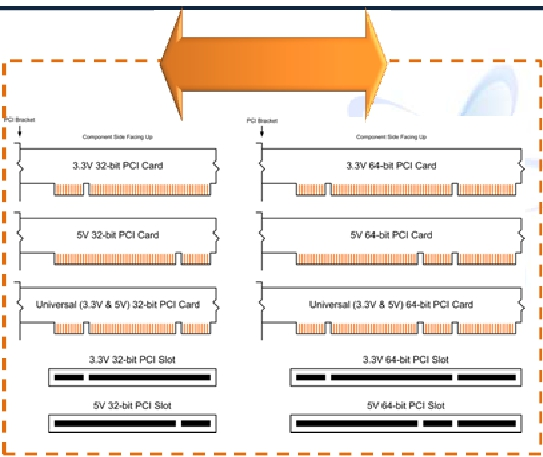 PCI Bracket
Component Side Facing Up
3.3V 32-bit PCI Card
5V 32-bit PCI Card
Universal (3.3V & 5V) 32-bit PCI Card
3.3V 32-bit PCI Slot
5V 32-bit PCI Slot
PCI Bracket
Component Side Facing Up
3.3V 64-bit PCI Card
5V 64-bit PCI Card
Universal (3.3V & 5V) 64-bit PCI Card
3.3V 64-bit PCI Slot
5V 64-bit PCI Slot